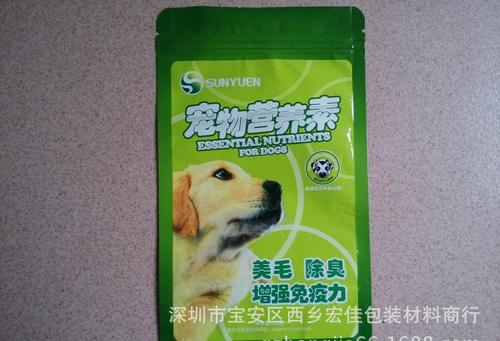 SUNYUEN
宠物营养素
ESSENTIAL NUTRIENTS
FOR DOGS
美毛 除臭
增强免疫力
深圳市宝安区西乡宏佳包装材料商行